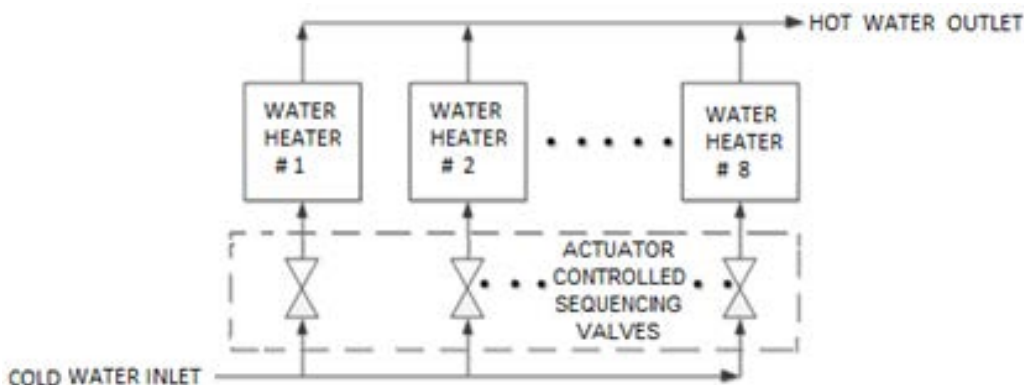 HOT WATER OUTLET
WATER
HEATER
# 1
WATER
HEATER
# 2
WATER
HEATER
# 8
ACTUATOR
CONTROLLED
SEQUENCING
VALVES
COLD WATER INLET